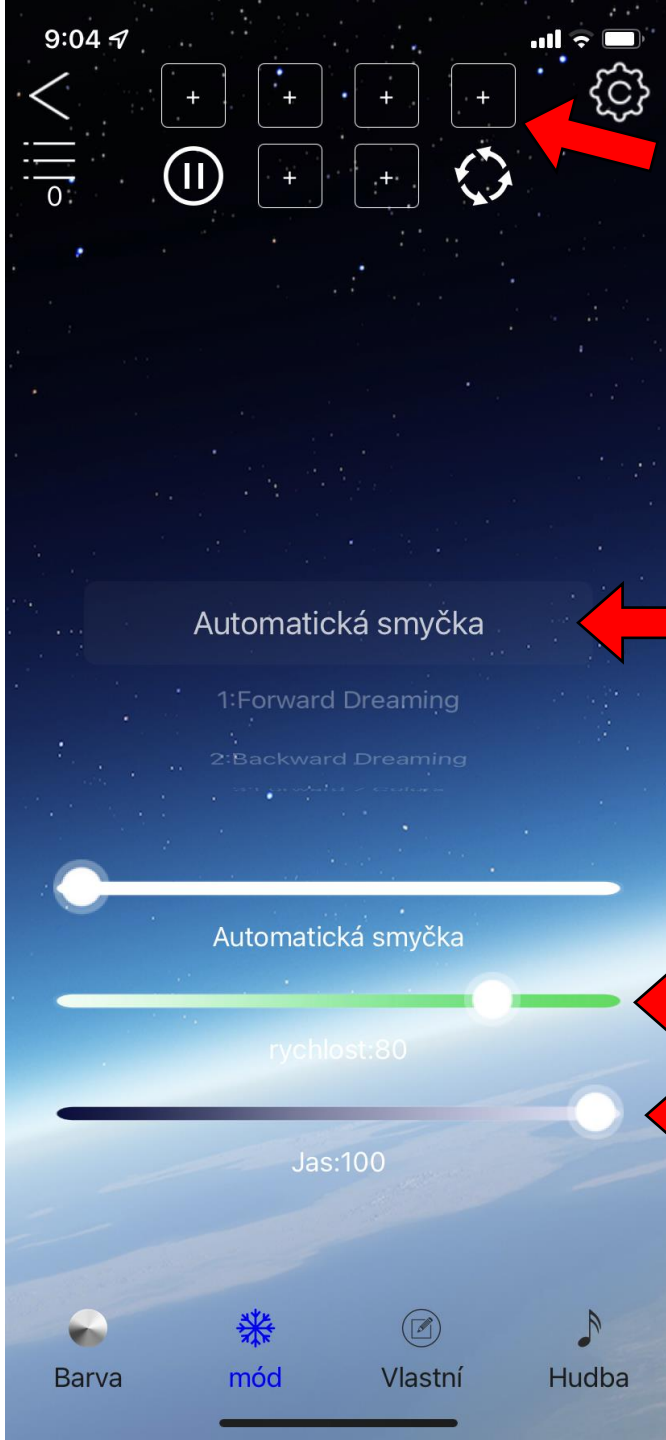 9:04
+ + + +
0
+ +
Automatická smyčka
1:Forward Dreaming
2:Backward Dreaming
Automatická smyčka
rychlost:80
Jas:100
Barva mód Vlastní Hudba